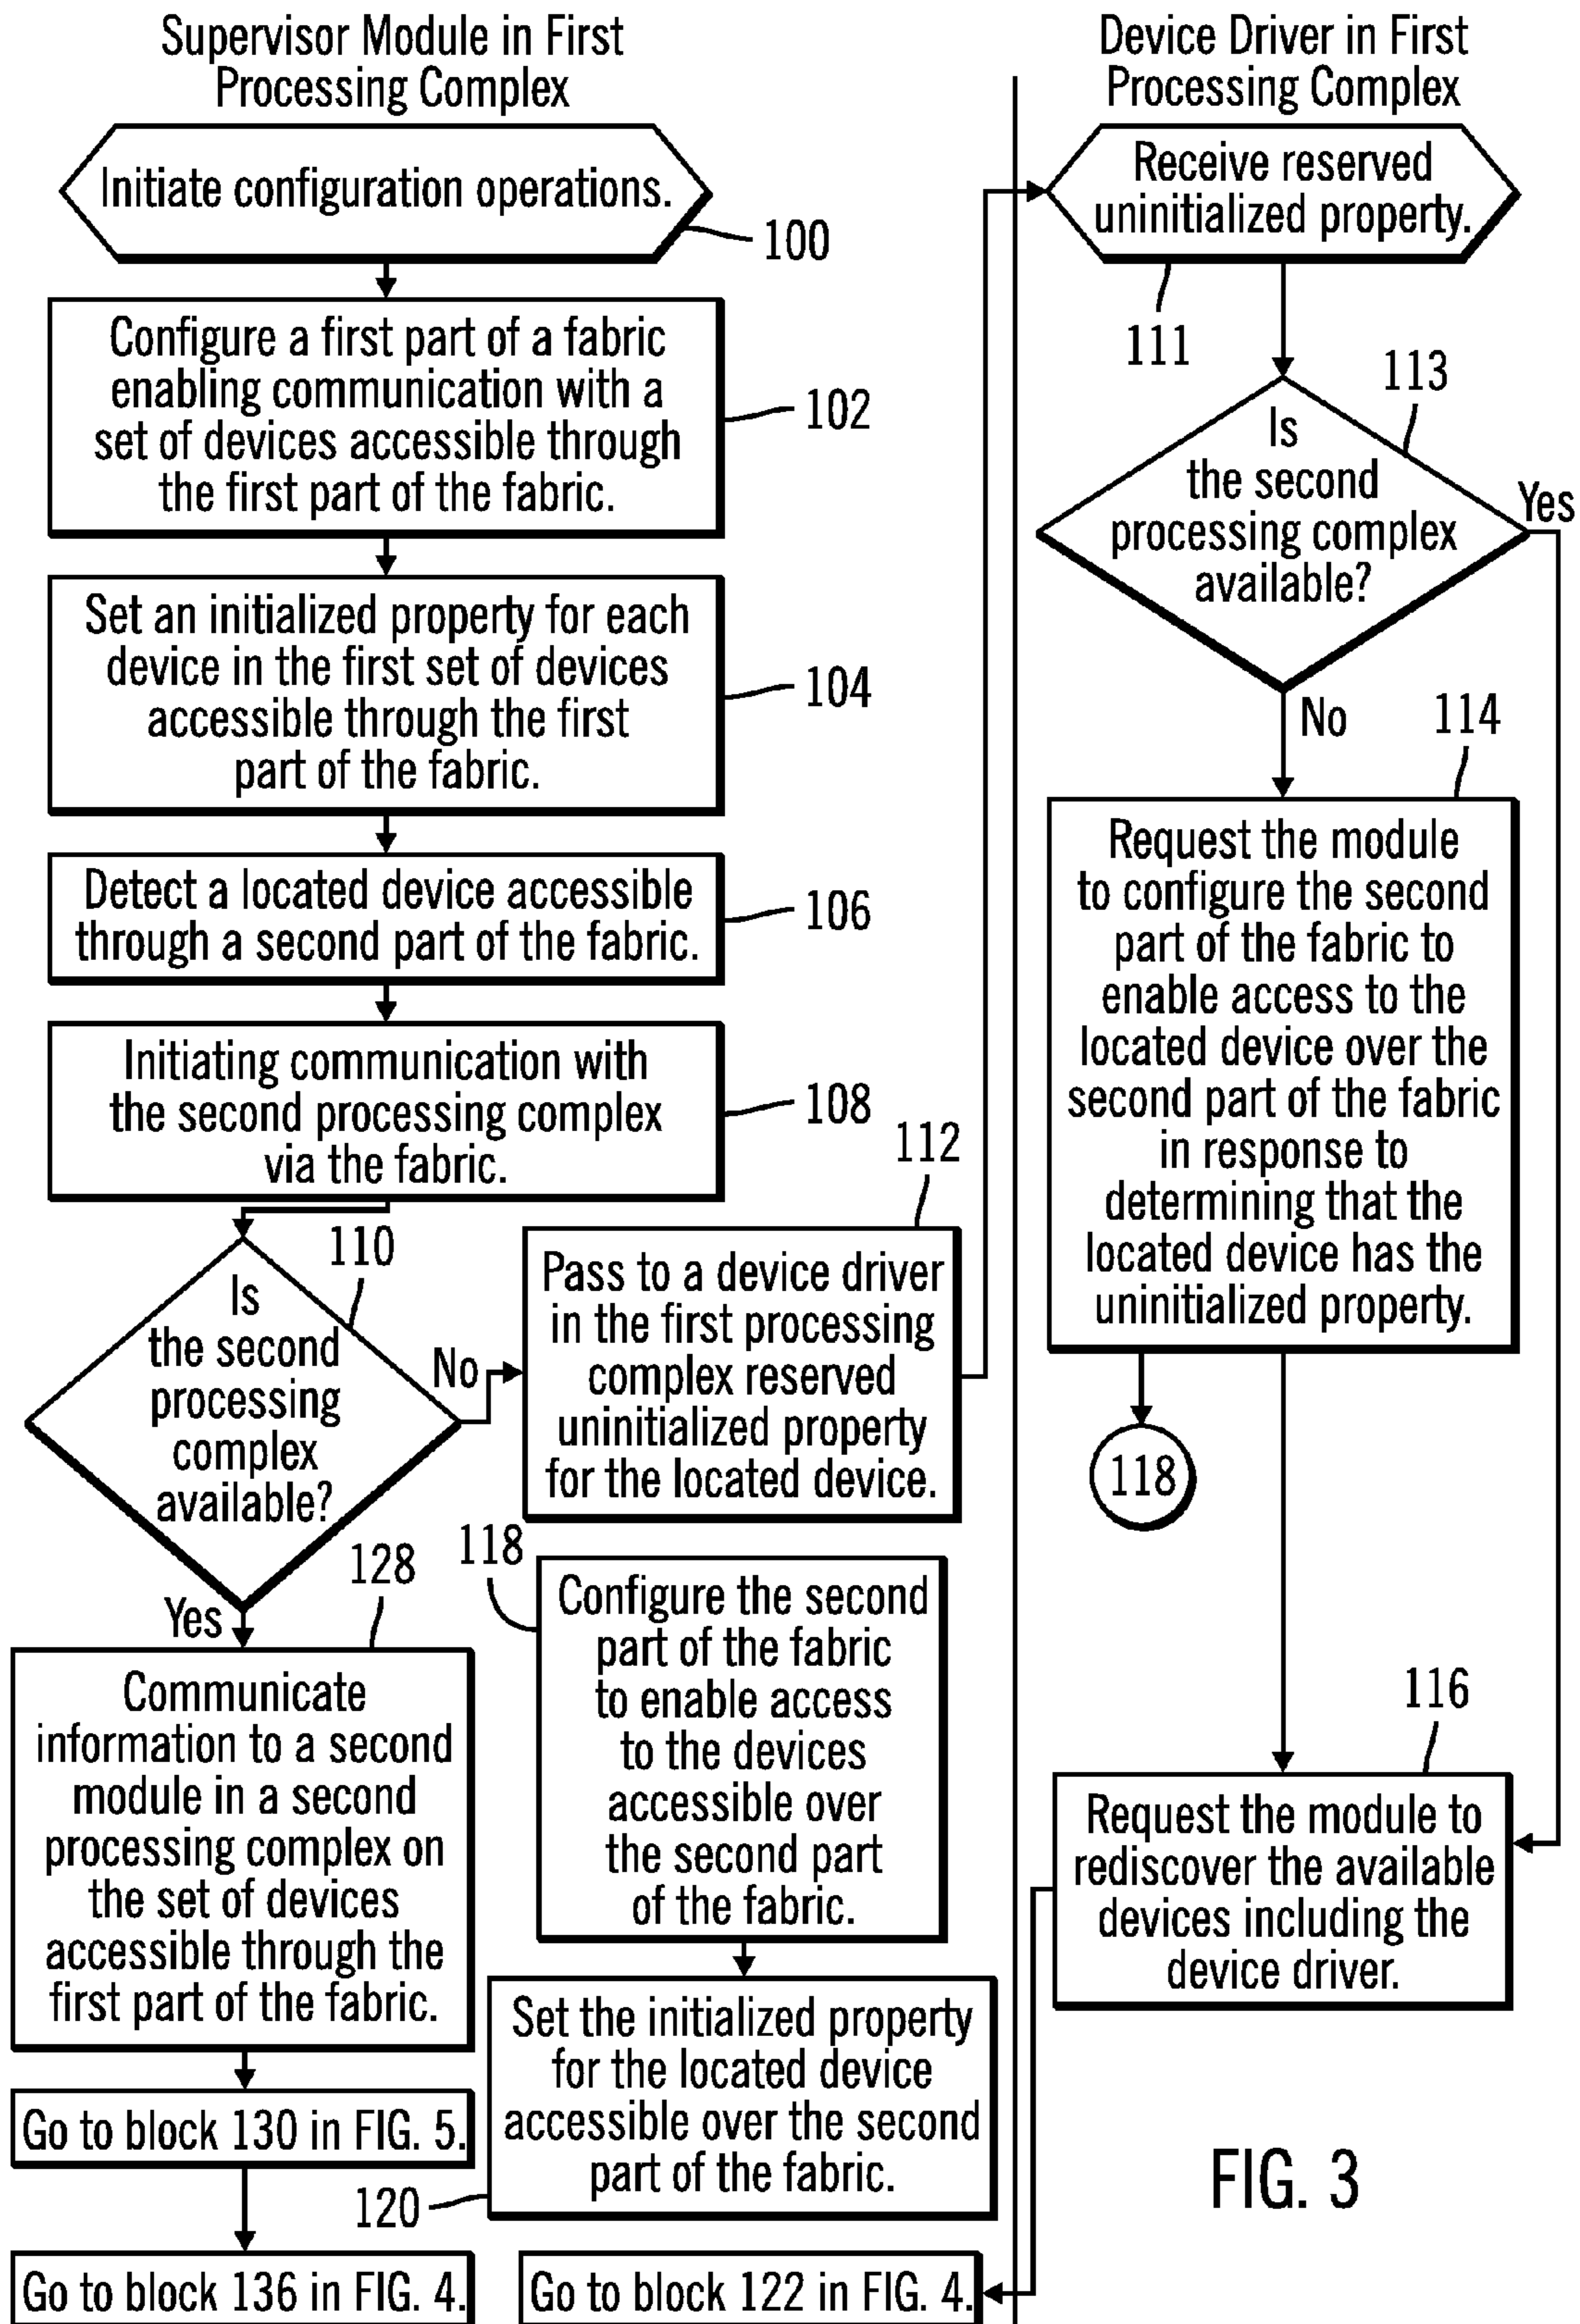 Supervisor Module in First
Processing Complex
Initiate configuration operations.
100
Configure a first part of a fabric
enabling communication with a
set of devices accessible through
the first part of the fabric.
102
Set an initialized property for each
device in the first set of devices
accessible through the first
part of the fabric.
104
Detect a located device accessible
through a second part of the fabric.
106
Initiating communication with
the second processing complex
via the fabric.
108
110
Is
the second
processing
complex
available?
No
Yes
112
Pass to a device driver
in the first processing
complex reserved
uninitialized property
for the located device.
128
Communicate
information to a second
module in a second
processing complex on
the set of devices
accessible through the
first part of the fabric.
Go to block 130 in FIG. 5.
Go to block 136 in FIG. 4.
118
Configure the second
part of the fabric
to enable access
to the devices
accessible over
the second part
of the fabric.
Set the initialized property
for the located device
accessible over the second
part of the fabric.
120
Go to block 122 in FIG. 4.
Device Driver in First
Processing Complex
Receive reserved
uninitialized property.
111
113
Is
the second
processing complex
available?
Yes
No
114
Request the module
to configure the second
part of the fabric to
enable access to the
located device over the
second part of the fabric
in response to
determining that the
located device has the
uninitialized property.
118
116
Request the module to
rediscover the available
devices including the
device driver.
FIG. 3